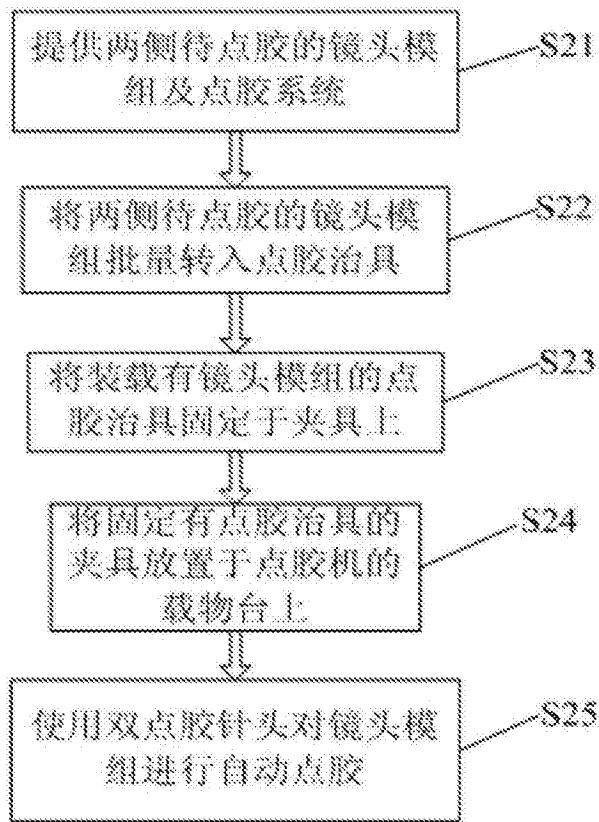 提供两侧待点胶的镜头模
组及点胶系统
S21
将两侧待点胶的镜头模
组批量转入点胶治具
S22
将装载有镜头模组的点
胶治具固定于夹具上
S23
将固定有点胶治具的
夹具放置于点胶机的
载物台上
S24
使用双点胶针头对镜头模
组进行自动点胶
S25